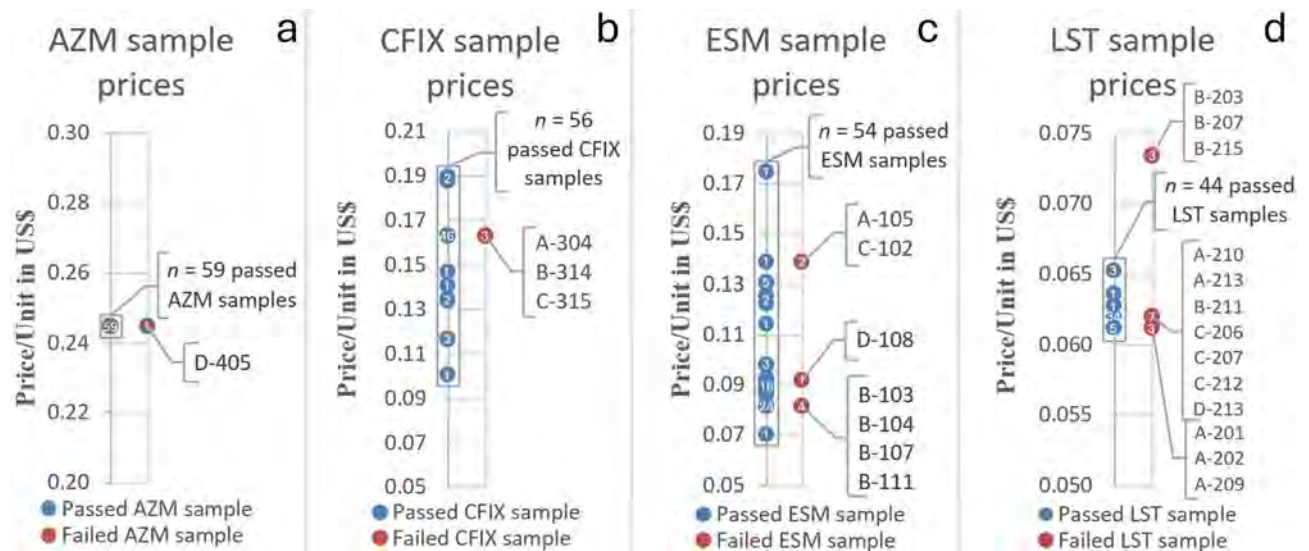 a
AZM sample
prices
0.30
0.28
0.26
0.24
0.22
0.20
Price/Unit in US$
n = 59 passed
AZM samples
59
1
D-405
Passed AZM sample
Failed AZM sample
b
CFIX sample
prices
0.21
0.19
0.17
0.15
0.13
0.11
0.09
0.07
0.05
Price/Unit in US$
n = 56
passed CFIX
samples
2
1
1
2
1
3
A-304
B-314
C-315
Passed CFIX sample
Failed CFIX sample
c
ESM sample
prices
0.19
0.17
0.15
0.13
0.11
0.09
0.07
0.05
Price/Unit in US$
n = 54 passed
ESM samples
1
5
2
1
3
24
1
2
A-105
C-102
1
D-108
4
B-103
B-104
B-107
B-111
Passed ESM sample
Failed ESM sample
d
LST sample
prices
0.075
0.070
0.065
0.060
0.055
0.050
Price/Unit in US$
3
B-203
B-207
B-215
n = 44 passed
LST samples
3
1
34
5
7
3
A-210
A-213
B-211
C-206
C-207
C-212
D-213
A-201
A-202
A-209
Passed LST sample
Failed LST sample